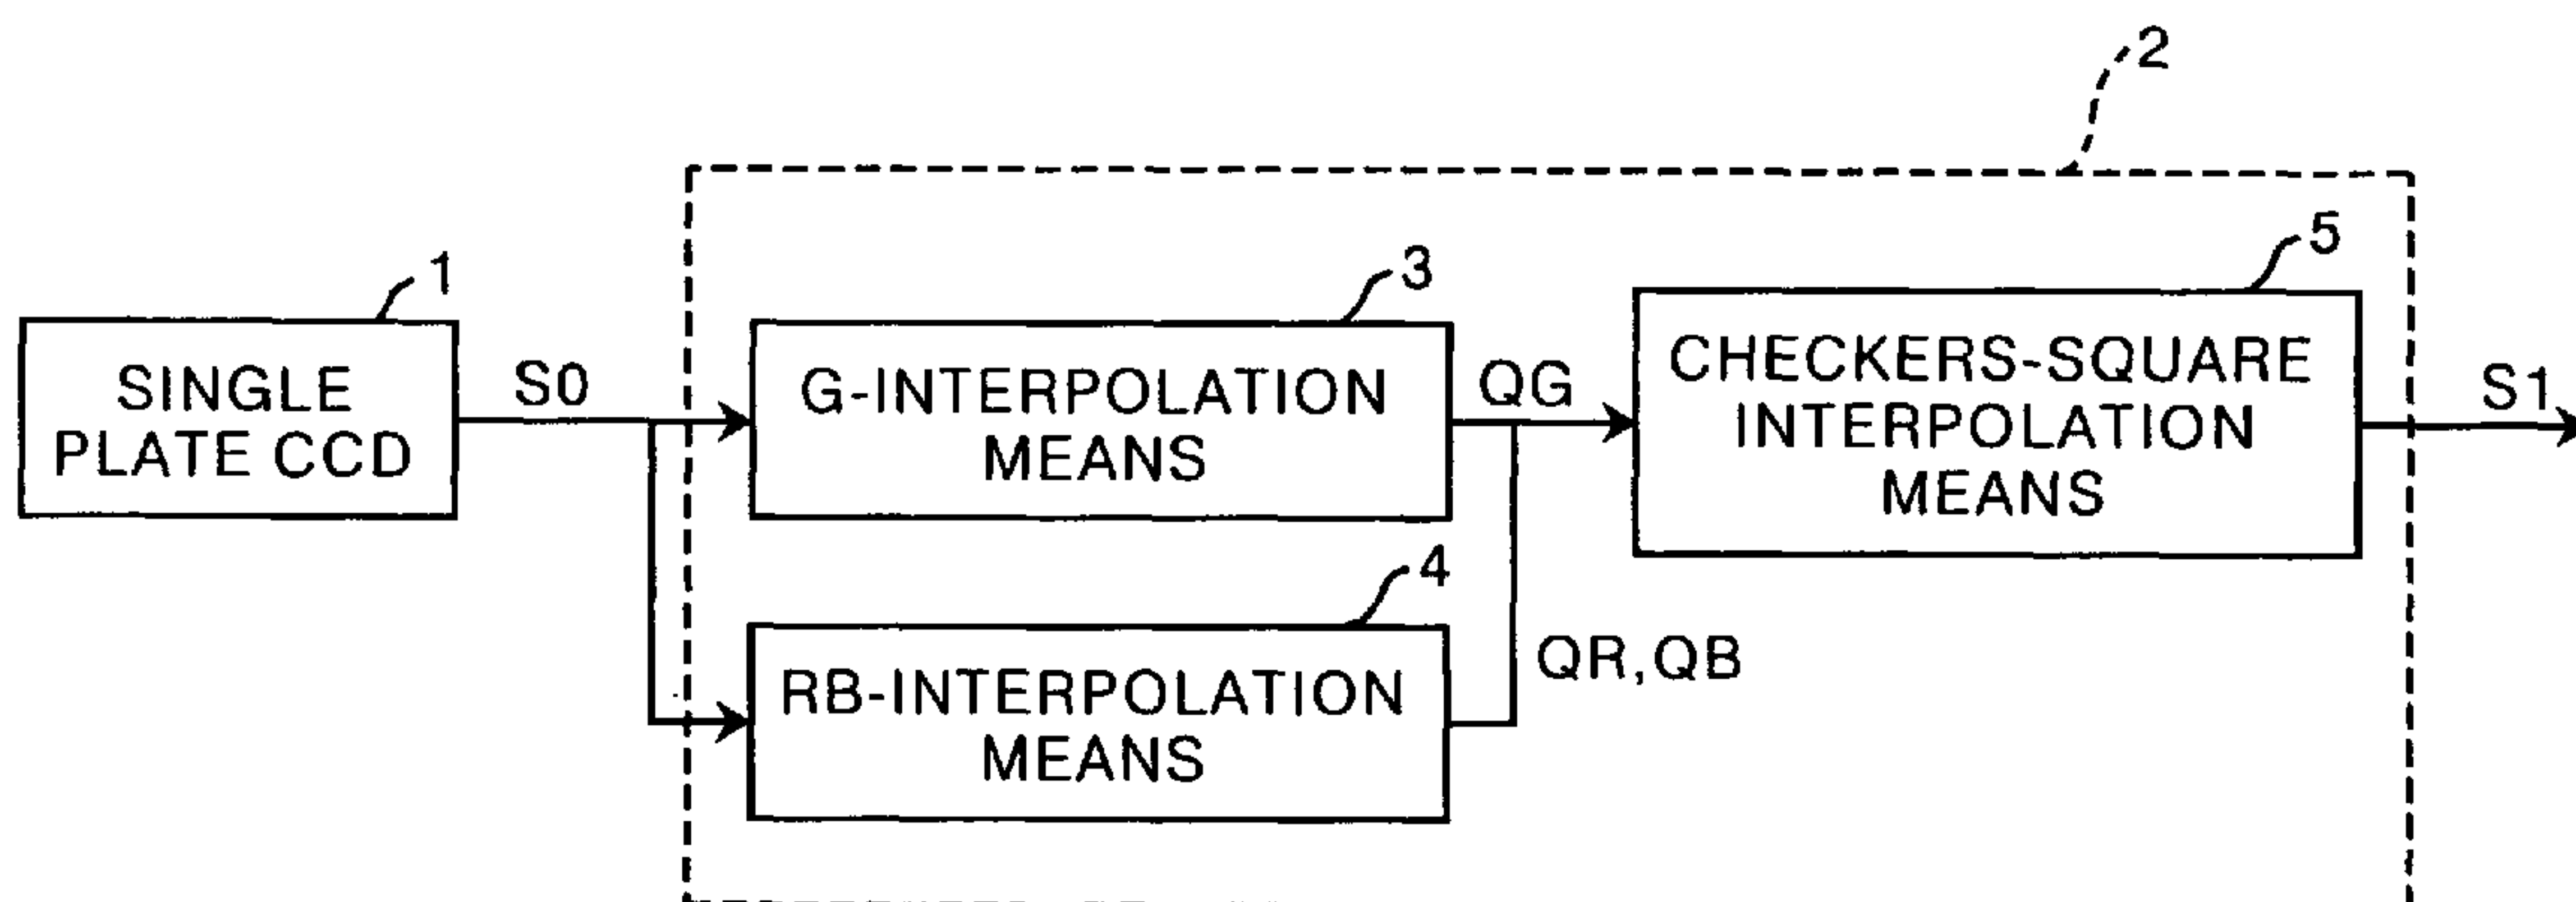 2
1
3
5
SINGLE
PLATE CCD
S0
G-INTERPOLATION
MEANS
QG
CHECKERS-SQUARE
INTERPOLATION
MEANS
S1
4
RB-INTERPOLATION
MEANS
QR,QB